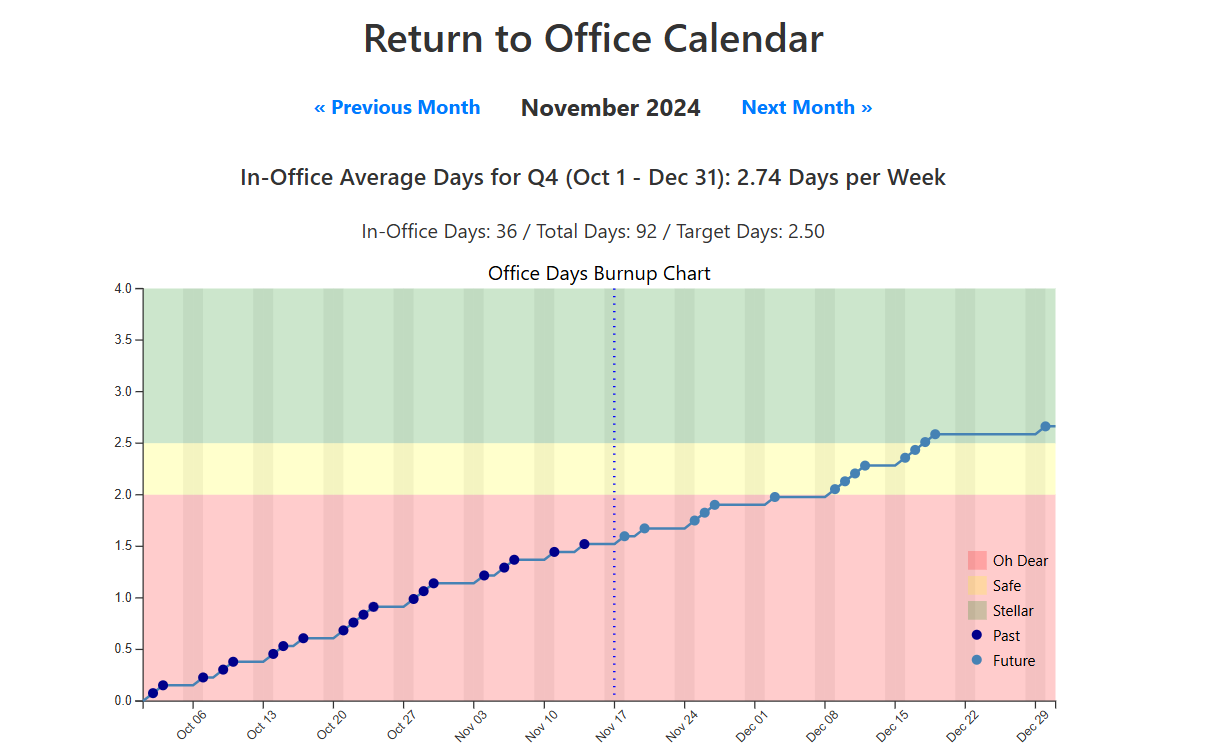 Return to Office Calendar
« Previous Month November 2024 Next Month »
In-Office Average Days for Q4 (Oct 1 - Dec 31): 2.74 Days per Week
In-Office Days: 36 / Total Days: 92 / Target Days: 2.50
Office Days Burnup Chart
4.0
3.5
3.0
2.5
2.0
1.5
1.0
0.5
0.0
Oh Dear
Safe
Stellar
Past
Future
Oct 06 Oct 13 Oct 20 Oct 27 Nov 03 Nov 10 Nov 17 Nov 24 Dec 01 Dec 08 Dec 15 Dec 22 Dec 29